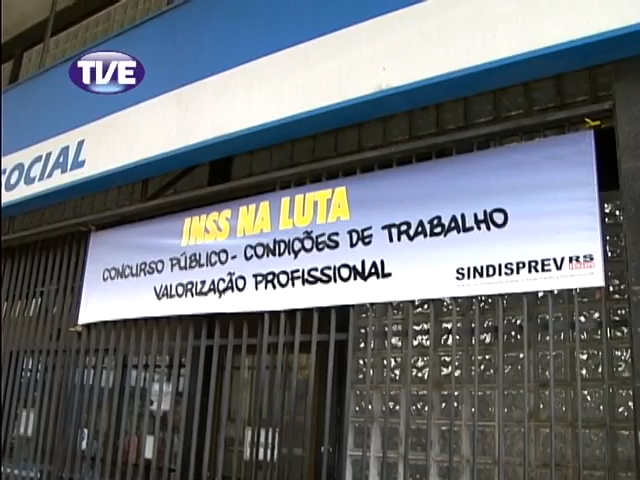 TVE
SOCIAL
INSS NA LUTA
CONCURSO PÚBLICO - CONDIÇÕES DE TRABALHO
VALORIZAÇÃO PROFISSIONAL
SINDISPREV RS